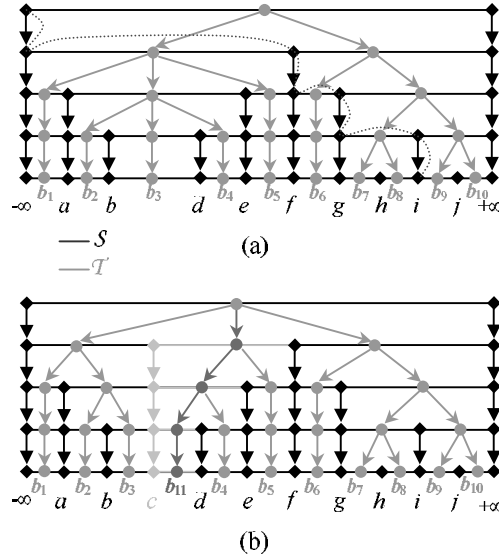 b1 b2 b3 b4 b5 b6 b7 b8 b9 b10
-∞ a b d e f g h i j +∞
S
T
(a)
b1 b2 b3 b11 b4 b5 b6 b7 b8 b9 b10
-∞ a b c d e f g h i j +∞
(b)